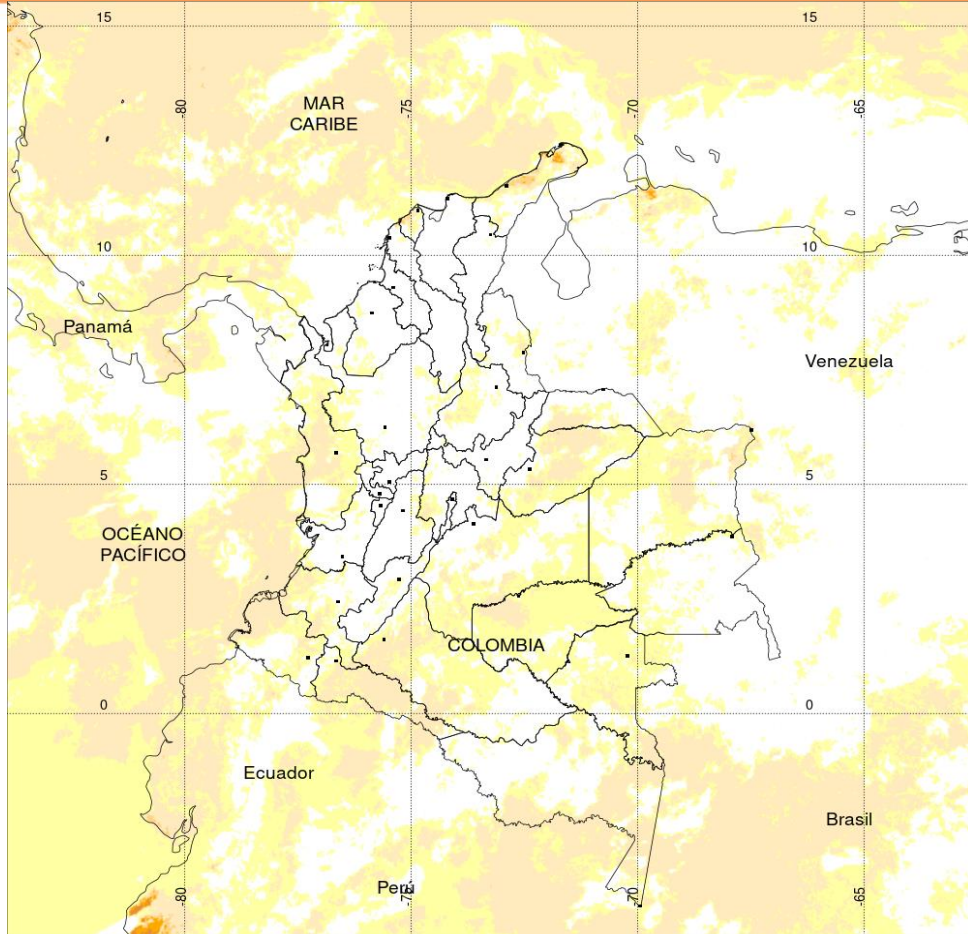 15
15
-80
-75
-70
-65
MAR
CARIBE
10
10
Panamá
Venezuela
5
5
OCÉANO
PACÍFICO
COLOMBIA
0
0
Ecuador
Brasil
Perú
-80
-75
-70
-65